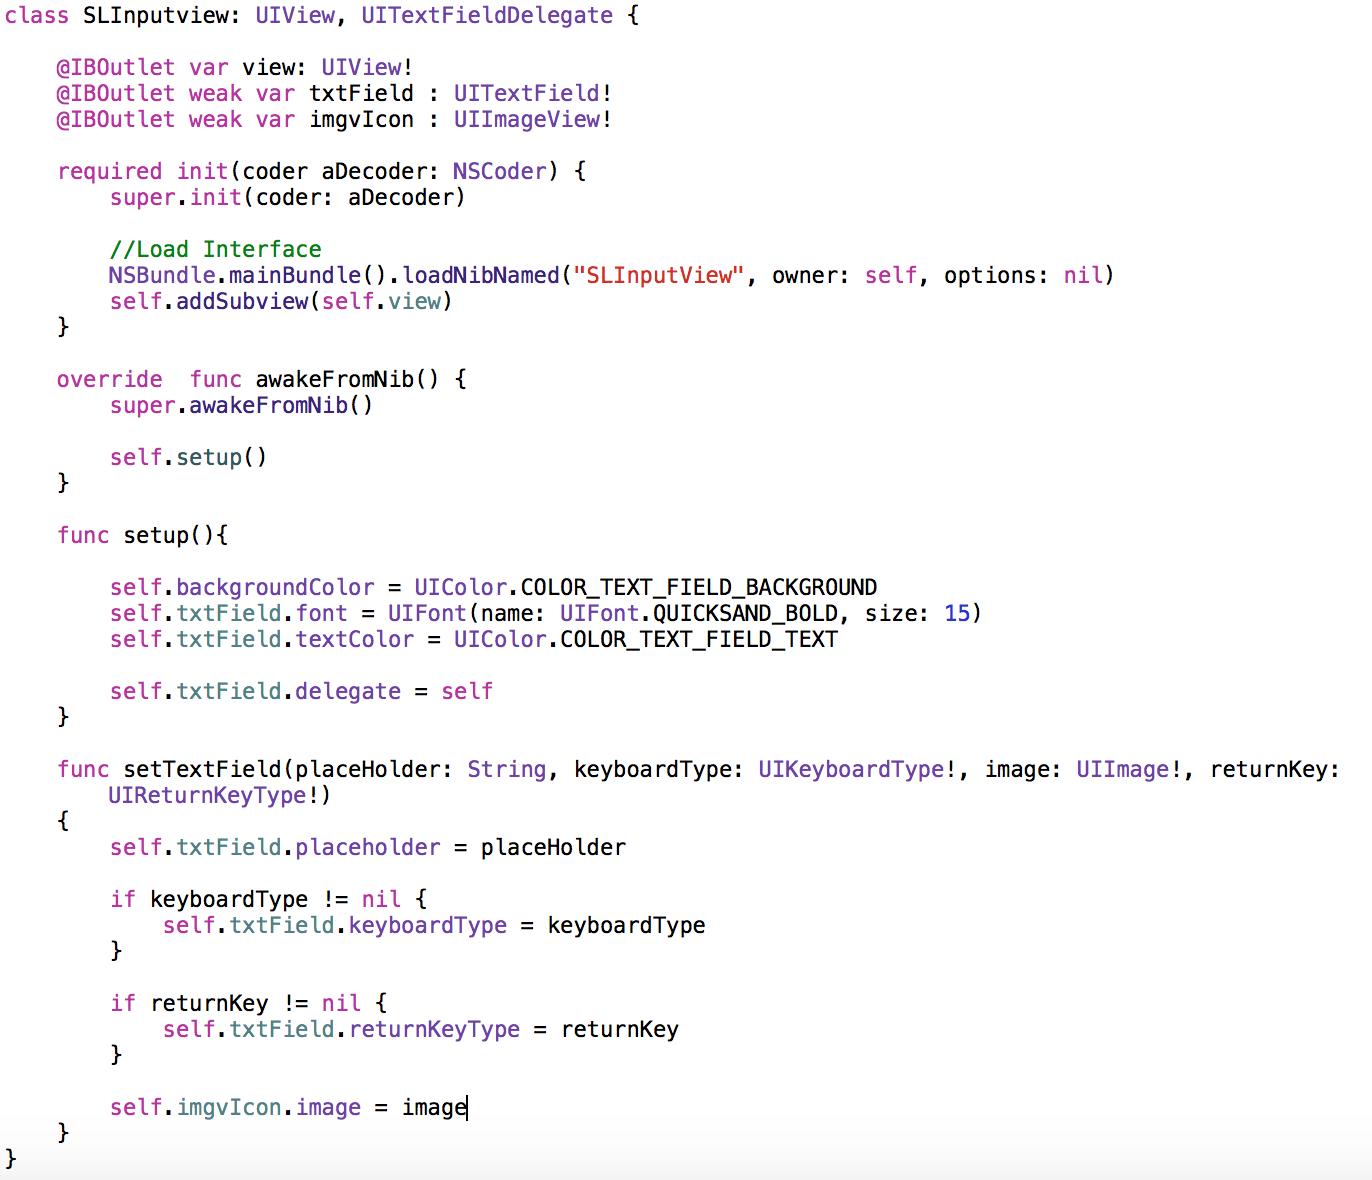 class SLInputview: UIView, UITextFieldDelegate {
@IBOutlet var view: UIView!
@IBOutlet weak var txtField : UITextField!
@IBOutlet weak var imgvIcon : UIImageView!
required init(coder aDecoder: NSCoder) {
super.init(coder: aDecoder)
//Load Interface
NSBundle.mainBundle().loadNibNamed("SLInputView", owner: self, options: nil)
self.addSubview(self.view)
}
override  func awakeFromNib() {
super.awakeFromNib()
self.setup()
}
func setup(){
self.backgroundColor = UIColor.COLOR_TEXT_FIELD_BACKGROUND
self.txtField.font = UIFont(name: UIFont.QUICKSAND_BOLD, size: 15)
self.txtField.textColor = UIColor.COLOR_TEXT_FIELD_TEXT
self.txtField.delegate = self
}
func setTextField(placeHolder: String, keyboardType: UIKeyboardType!, image: UIImage!, returnKey:
UIReturnKeyType!)
{
self.txtField.placeholder = placeHolder
if keyboardType != nil {
self.txtField.keyboardType = keyboardType
}
if returnKey != nil {
self.txtField.returnKeyType = returnKey
}
self.imgvIcon.image = image
}
}